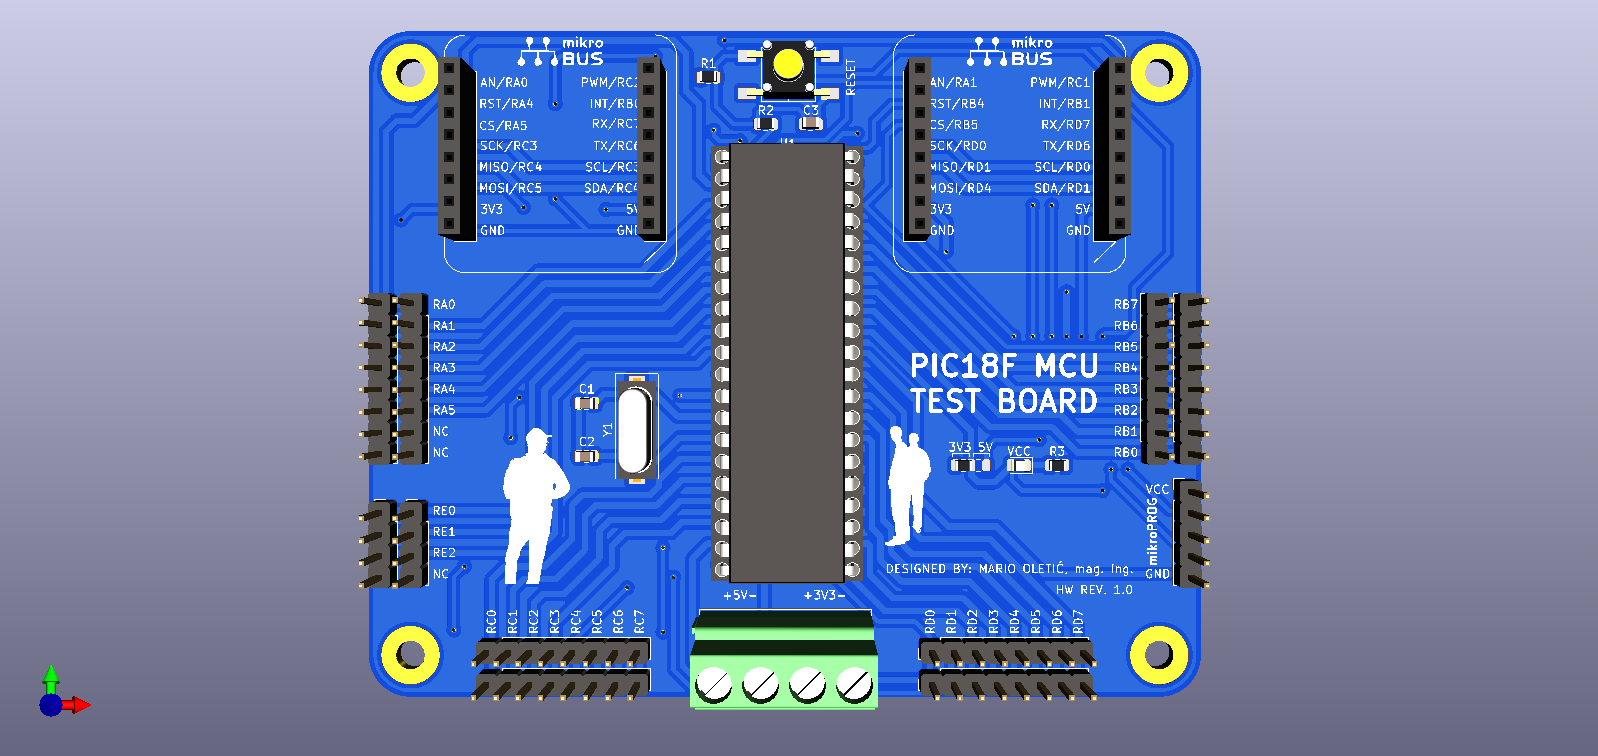 mikro
BUS
AN/RA0
RST/RA4
CS/RA5
SCK/RC3
MISO/RC4
MOSI/RC5
3V3
GND
PWM/RC2
INT/RB0
RX/RC7
TX/RC6
SCL/RC3
SDA/RC4
5V
GND
R1
RESET
R2
C3
U1
mikro
BUS
AN/RA1
RST/RB4
CS/RB5
SCK/RD0
MISO/RD1
MOSI/RD4
3V3
GND
PWM/RC1
INT/RB1
RX/RD7
TX/RD6
SCL/RD0
SDA/RD1
5V
GND
RA0
RA1
RA2
RA3
RA4
RA5
NC
NC
RE0
RE1
RE2
NC
C1
C2
Y1
PIC18F MCU
TEST BOARD
3V3
5V
VCC
R3
RB7
RB6
RB5
RB4
RB3
RB2
RB1
RB0
VCC
mikroPROG
GND
DESIGNED BY: MARIO OLETIĆ, mag. ing.
HW REV. 1.0
+5V-
+3V3-
RC0
RC1
RC2
RC3
RC4
RC5
RC6
RC7
RD0
RD1
RD2
RD3
RD4
RD5
RD6
RD7